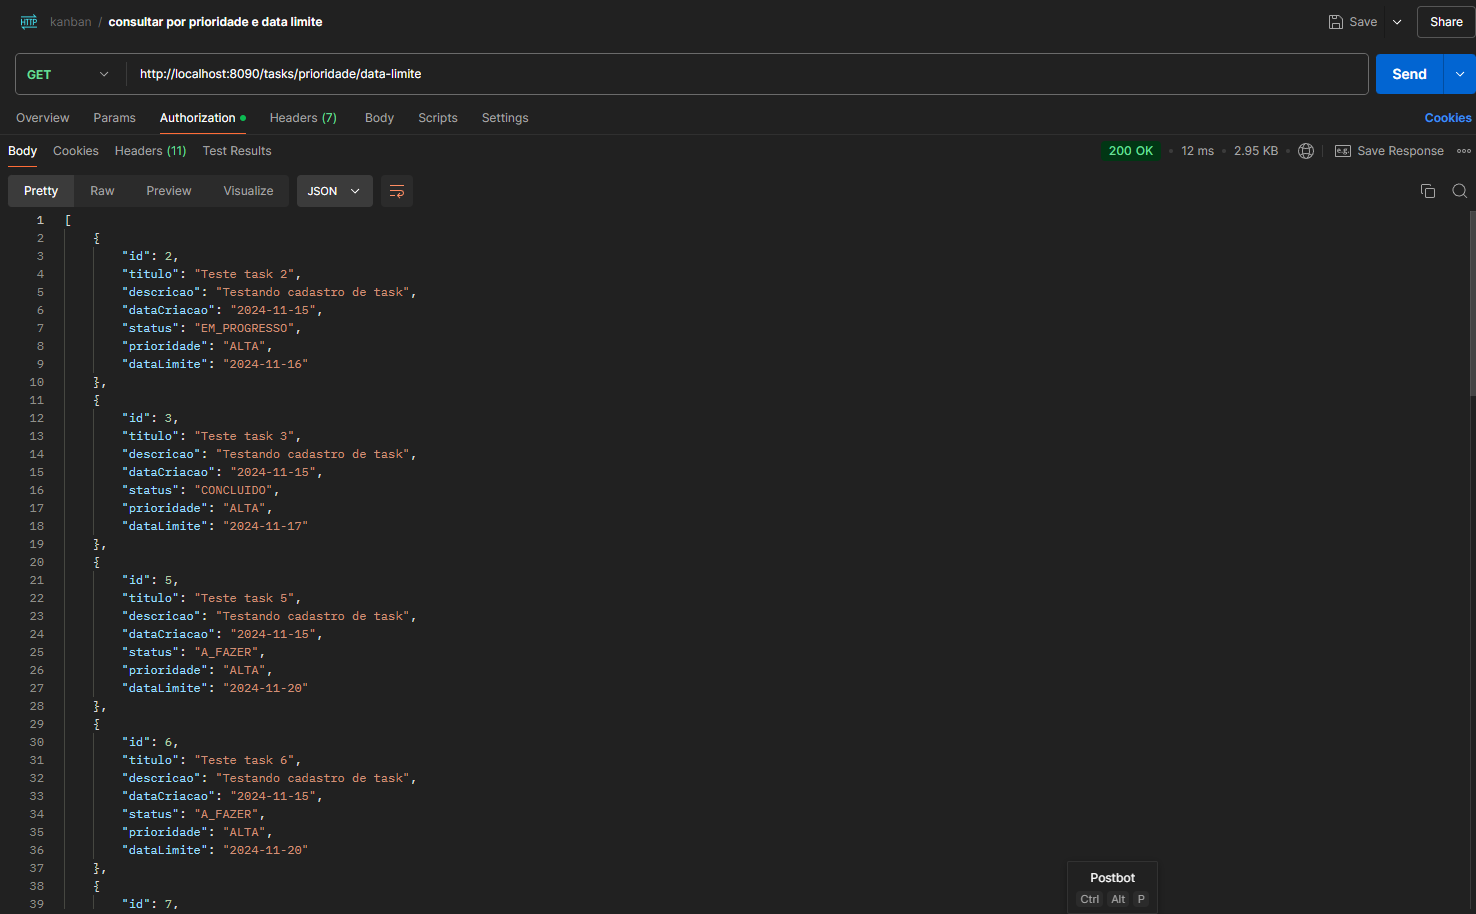 HTTP kanban / consultar por prioridade e data limite Save Share
GET http://localhost:8090/tasks/prioridade/data-limite Send
Overview Params Authorization Headers (7) Body Scripts Settings Cookies
Body Cookies Headers (11) Test Results 200 OK 12 ms 2.95 KB e.g. Save Response
Pretty Raw Preview Visualize JSON
1 [
2 {
3 "id": 2,
4 "titulo": "Teste task 2",
5 "descricao": "Testando cadastro de task",
6 "dataCriacao": "2024-11-15",
7 "status": "EM_PROGRESSO",
8 "prioridade": "ALTA",
9 "dataLimite": "2024-11-16"
10 },
11 {
12 "id": 3,
13 "titulo": "Teste task 3",
14 "descricao": "Testando cadastro de task",
15 "dataCriacao": "2024-11-15",
16 "status": "CONCLUIDO",
17 "prioridade": "ALTA",
18 "dataLimite": "2024-11-17"
19 },
20 {
21 "id": 5,
22 "titulo": "Teste task 5",
23 "descricao": "Testando cadastro de task",
24 "dataCriacao": "2024-11-15",
25 "status": "A_FAZER",
26 "prioridade": "ALTA",
27 "dataLimite": "2024-11-20"
28 },
29 {
30 "id": 6,
31 "titulo": "Teste task 6",
32 "descricao": "Testando cadastro de task",
33 "dataCriacao": "2024-11-15",
34 "status": "A_FAZER",
35 "prioridade": "ALTA",
36 "dataLimite": "2024-11-20"
37 },
38 {
39 "id": 7,
Postbot
Ctrl Alt P